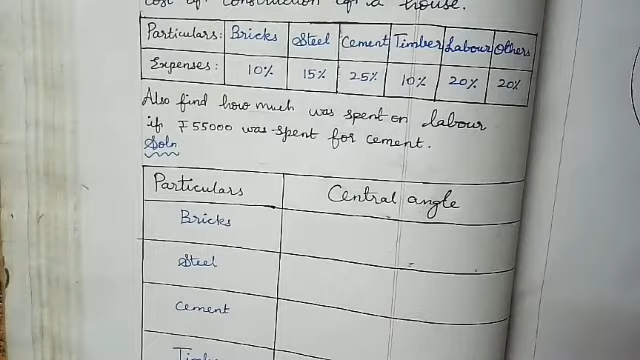 cost of construction of a house.
Particulars: Bricks Steel Cement Timber Labour Others
Expenses: 10% 15% 25% 10% 20% 20%
Also find how much was spent on labour
if ₹55000 was spent for cement.
Soln
Particulars Central angle
Bricks
Steel
Cement
Timber